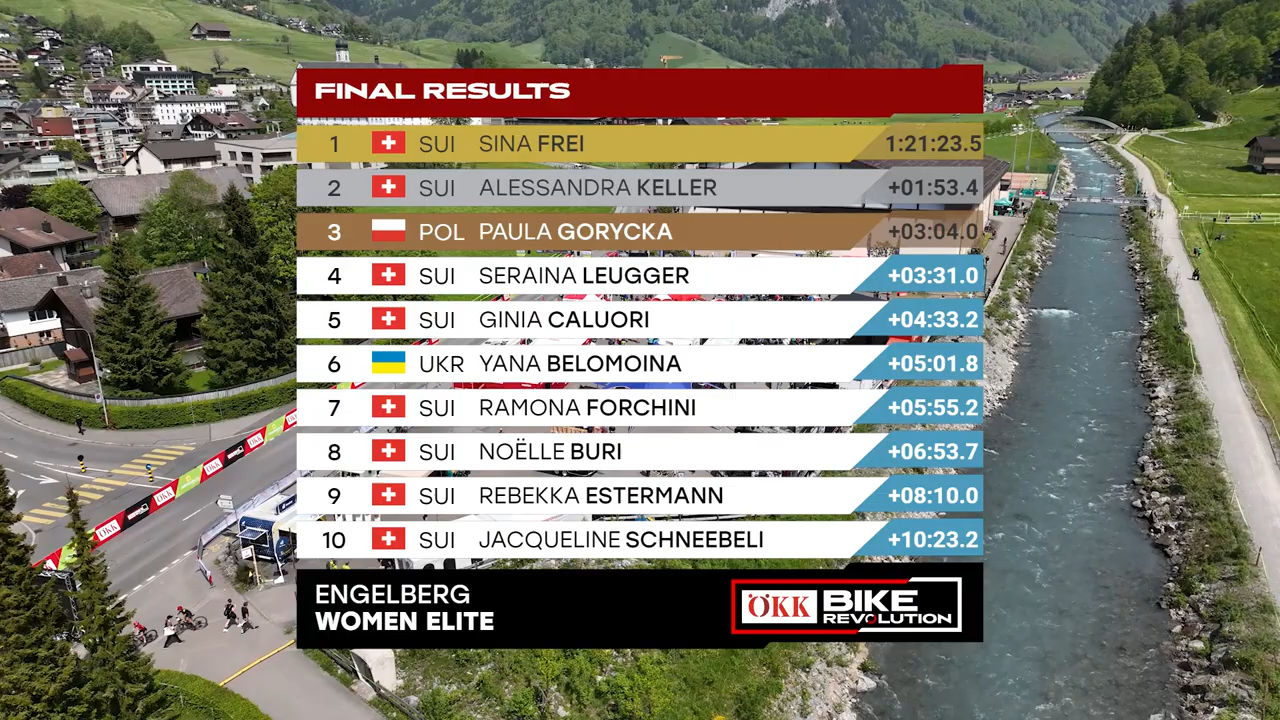 FINAL RESULTS
1 SUI SINA FREI 1:21:23.5
2 SUI ALESSANDRA KELLER +01:53.4
3 POL PAULA GORYCKA +03:04.0
4 SUI SERAINA LEUGGER +03:31.0
5 SUI GINIA CALUORI +04:33.2
6 UKR YANA BELOMOINA +05:01.8
7 SUI RAMONA FORCHINI +05:55.2
8 SUI NOËLLE BURI +06:53.7
9 SUI REBEKKA ESTERMANN +08:10.0
10 SUI JACQUELINE SCHNEEBELI +10:23.2
ENGELBERG
WOMEN ELITE
ÖKK BIKE
REVOLUTION
ÖKK
ÖKK
ÖKK
ÖKK